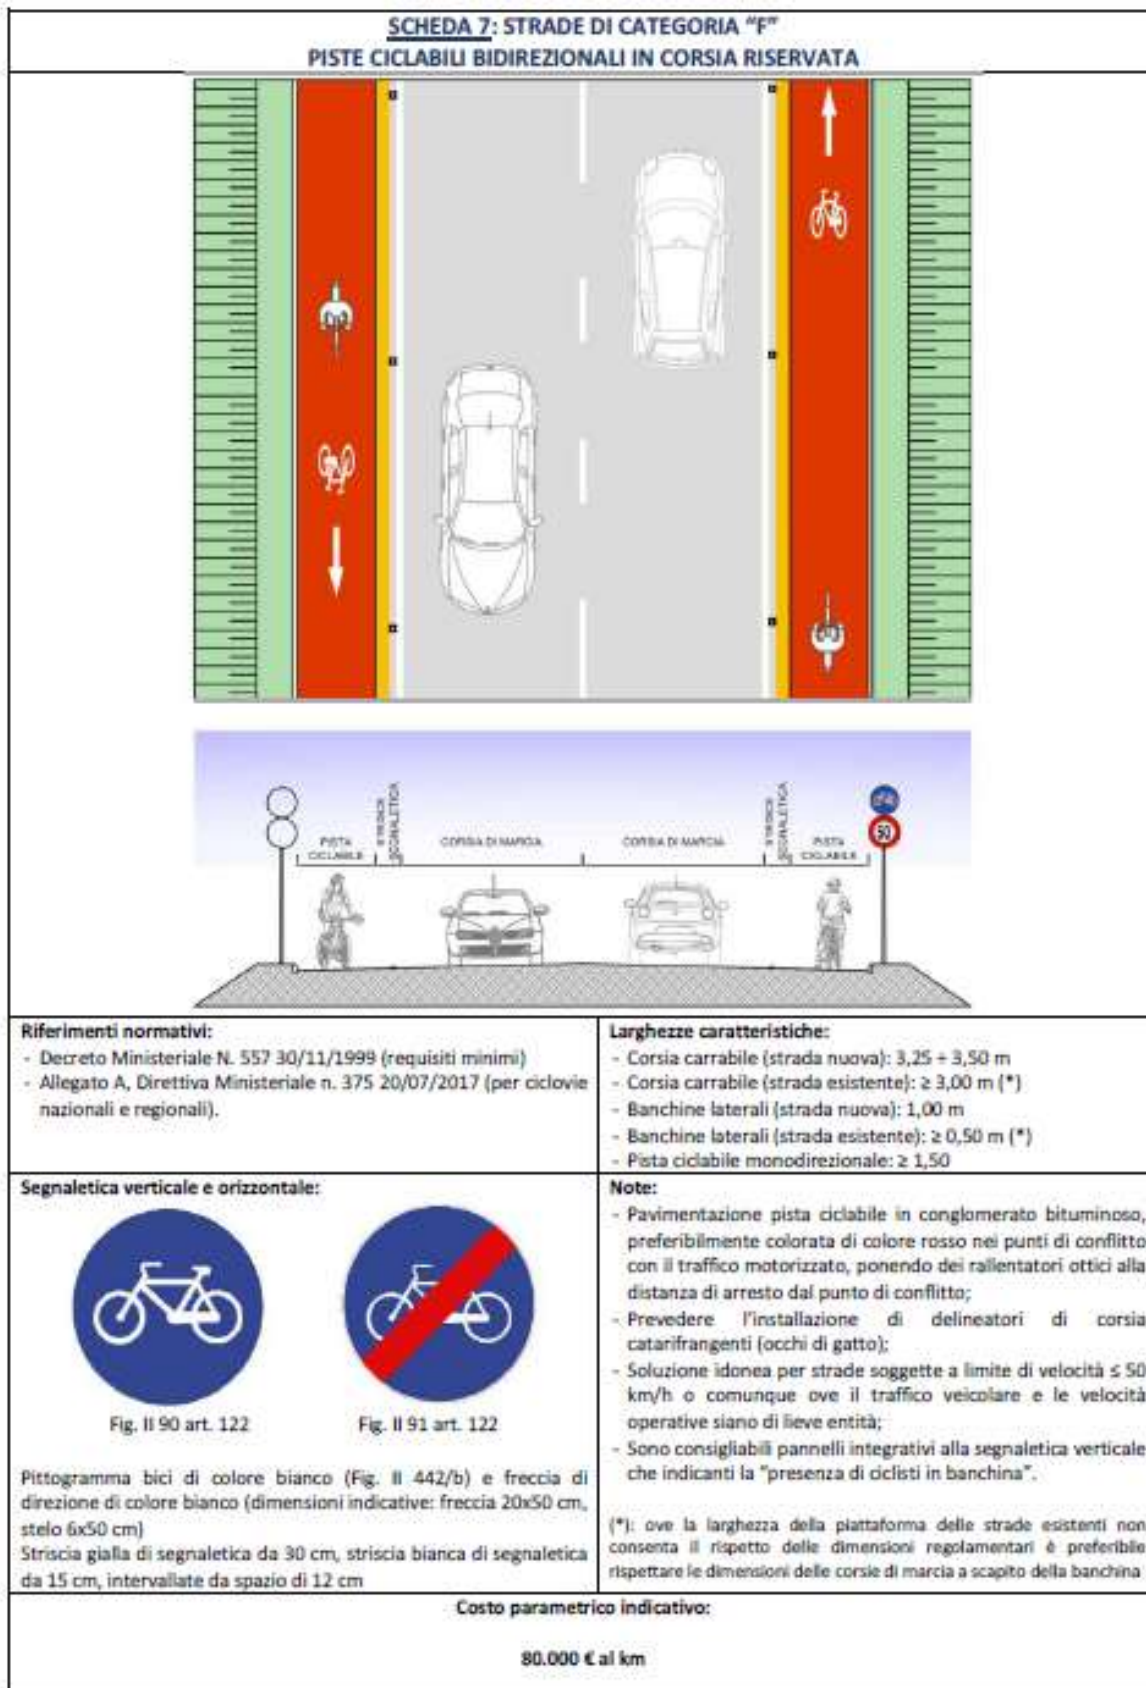 SCHEDA 7: STRADE DI CATEGORIA “F”
PISTE CICLABILI BIDIREZIONALI IN CORSIA RISERVATA
PISTA
CICLABILE
STRISCE
SEGNALETICA
CORSIA DI MARCIA
CORSIA DI MARCIA
STRISCE
SEGNALETICA
PISTA
CICLABILE
50
Riferimenti normativi:
- Decreto Ministeriale N. 557 30/11/1999 (requisiti minimi)
- Allegato A, Direttiva Ministeriale n. 375 20/07/2017 (per ciclovie
nazionali e regionali).
Larghezze caratteristiche:
- Corsia carrabile (strada nuova): 3,25 ÷ 3,50 m
- Corsia carrabile (strada esistente): ≥ 3,00 m (*)
- Banchine laterali (strada nuova): 1,00 m
- Banchine laterali (strada esistente): ≥ 0,50 m (*)
- Pista ciclabile monodirezionale: ≥ 1,50
Segnaletica verticale e orizzontale:
Fig. II 90 art. 122
Fig. II 91 art. 122
Pittogramma bici di colore bianco (Fig. II 442/b) e freccia di
direzione di colore bianco (dimensioni indicative: freccia 20x50 cm,
stelo 6x50 cm)
Striscia gialla di segnaletica da 30 cm, striscia bianca di segnaletica
da 15 cm, intervallate da spazio di 12 cm
Note:
- Pavimentazione pista ciclabile in conglomerato bituminoso,
preferibilmente colorata di colore rosso nei punti di conflitto
con il traffico motorizzato, ponendo dei rallentatori ottici alla
distanza di arresto dal punto di conflitto;
- Prevedere l'installazione di delineatori di corsia
catarifrangenti (occhi di gatto);
- Soluzione idonea per strade soggette a limite di velocità ≤ 50
km/h o comunque ove il traffico veicolare e le velocità
operative siano di lieve entità;
- Sono consigliabili pannelli integrativi alla segnaletica verticale
che indicanti la “presenza di ciclisti in banchina”.
(*): ove la larghezza della piattaforma delle strade esistenti non
consenta il rispetto delle dimensioni regolamentari è preferibile
rispettare le dimensioni delle corsie di marcia a scapito della banchina
Costo parametrico indicativo:
80.000 € al km